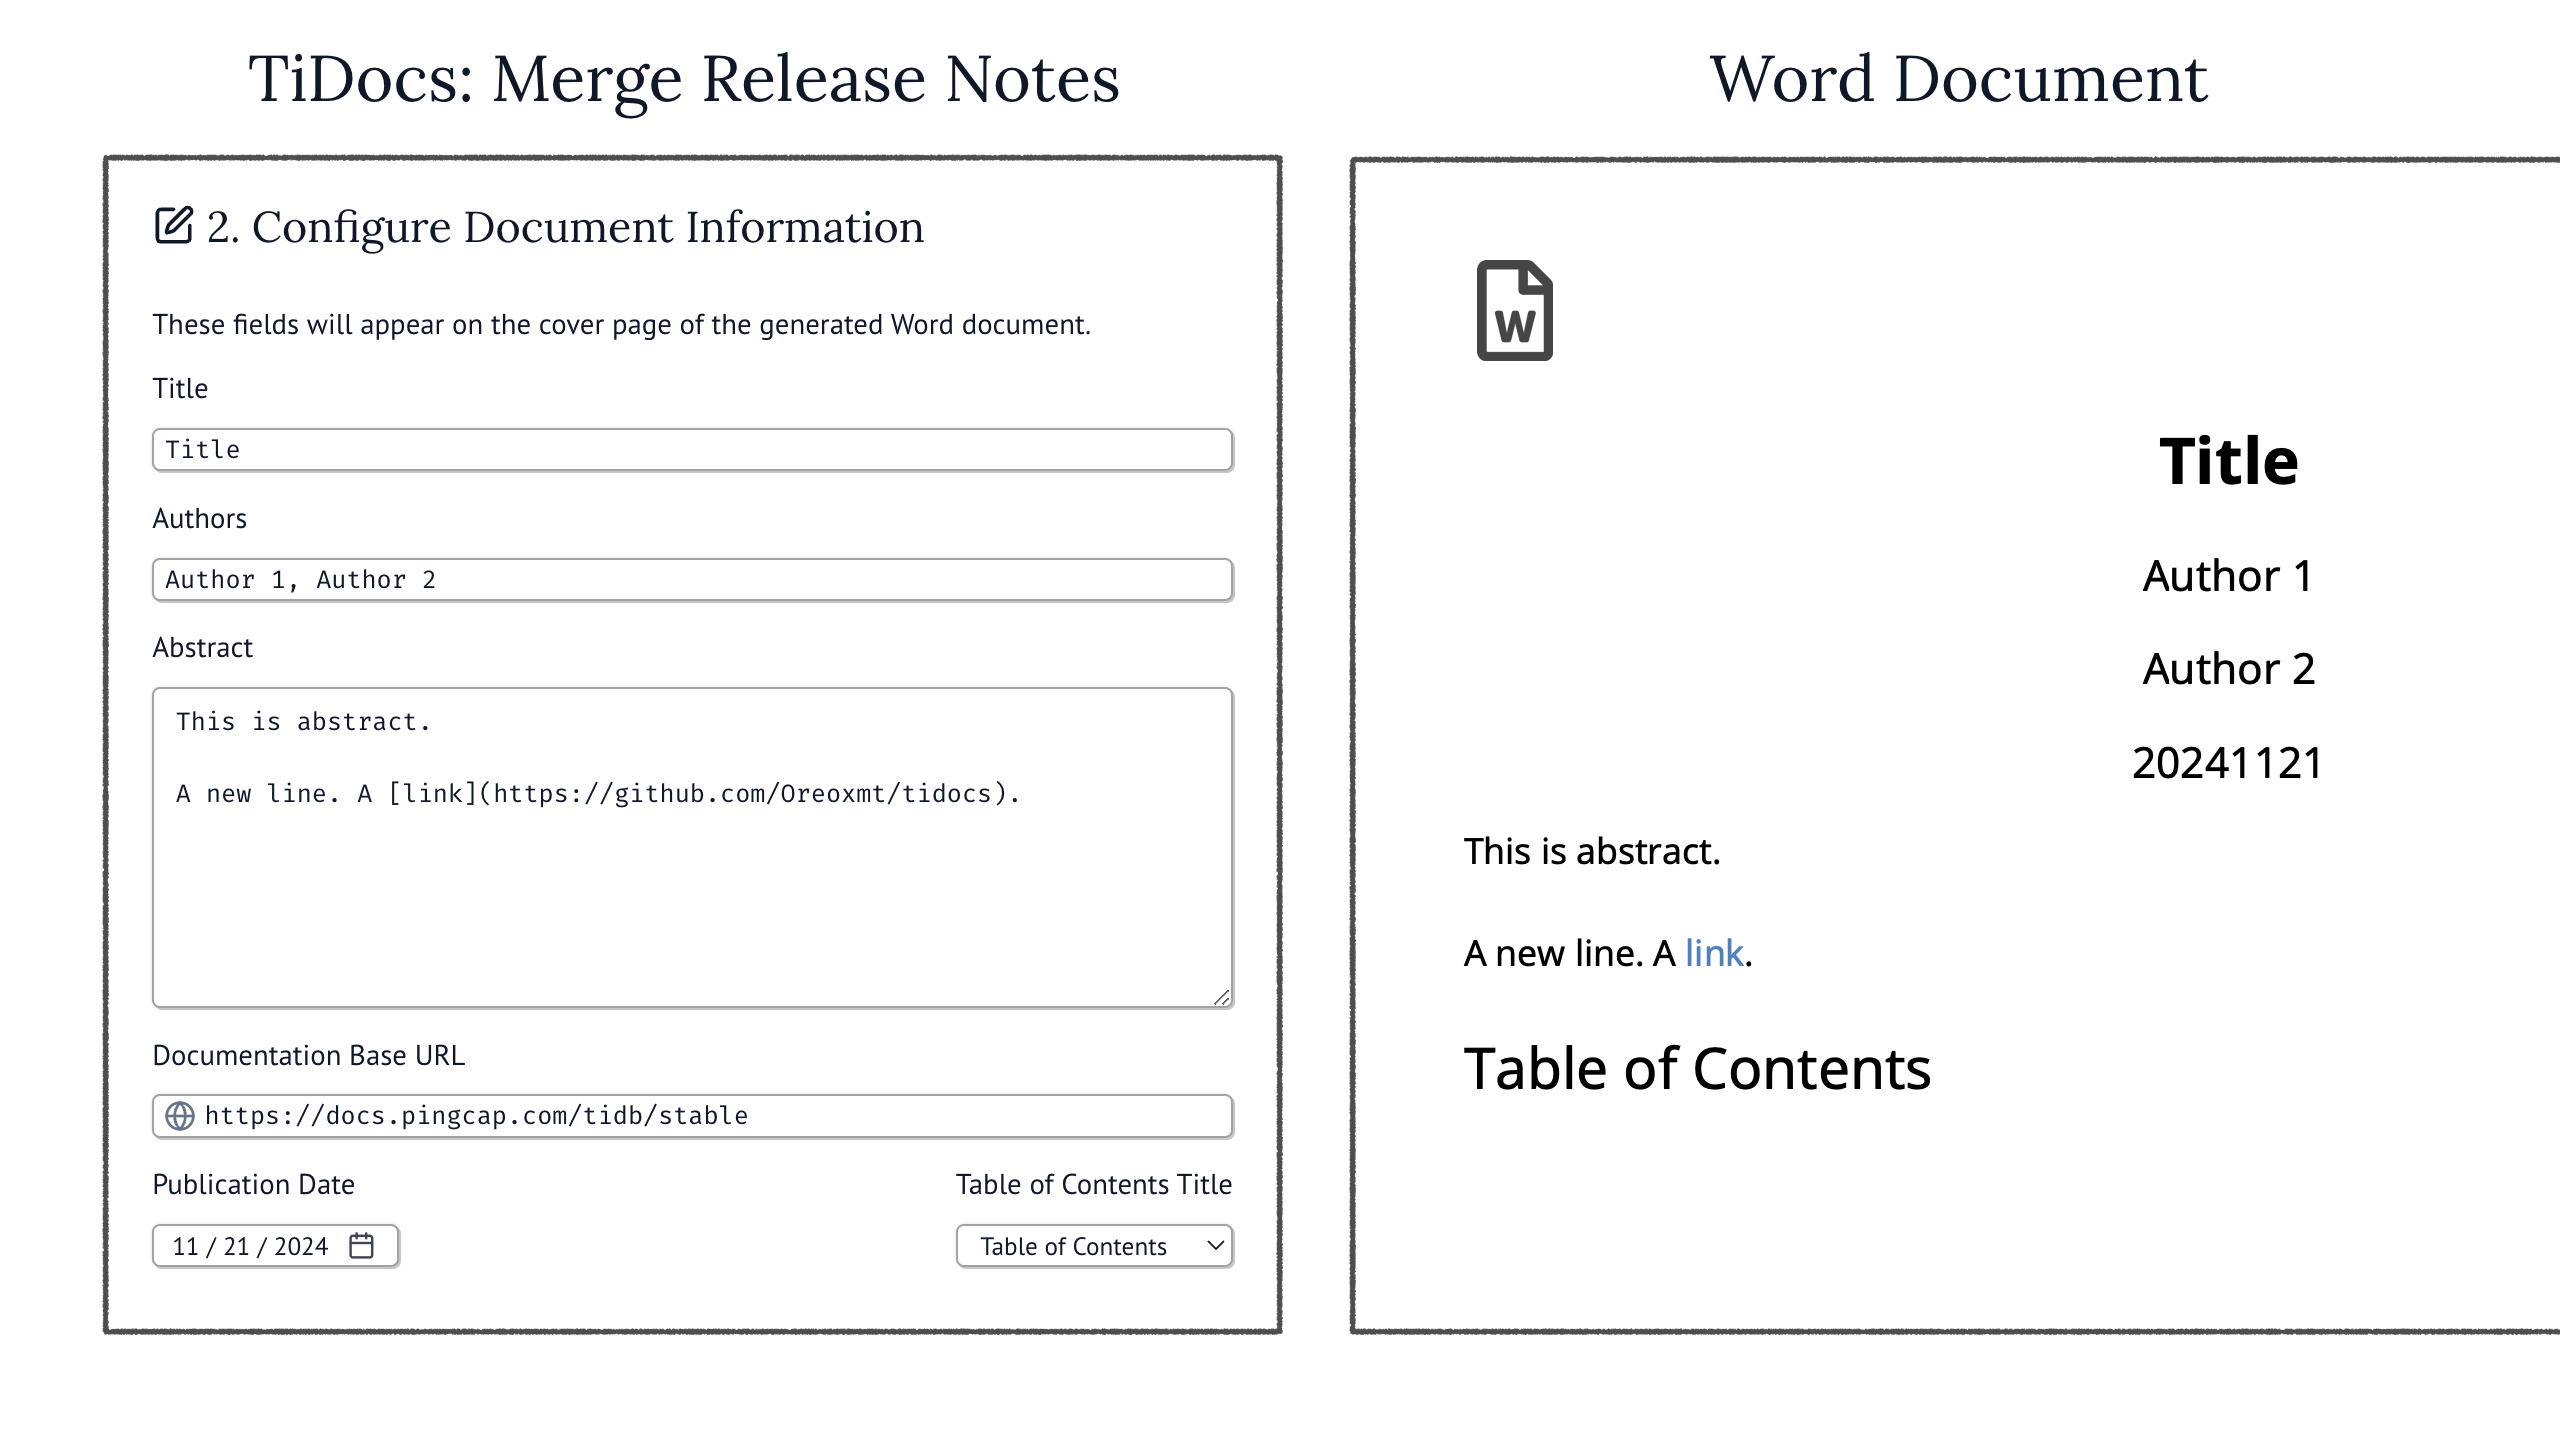 TiDocs: Merge Release Notes
2. Configure Document Information
These fields will appear on the cover page of the generated Word document.
Title
Title
Authors
Author 1, Author 2
Abstract
This is abstract.
A new line. A [link](https://github.com/Oreoxmt/tidocs).
Documentation Base URL
https://docs.pingcap.com/tidb/stable
Publication Date
11 / 21 / 2024
Table of Contents Title
Table of Contents
Word Document
W
Title
Author 1
Author 2
20241121
This is abstract.
A new line. A link.
Table of Contents